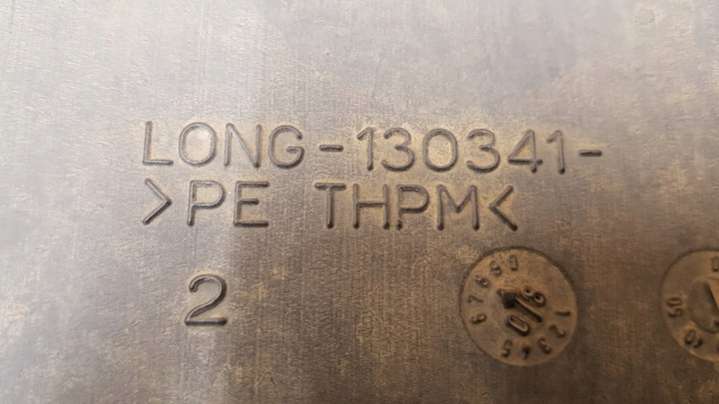 LONG-130341-
>PE THPM<
2